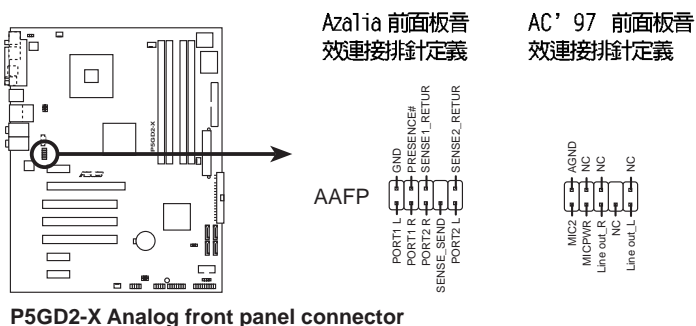 Azalia 前面板音
效連接排針定義
AC’97 前面板音
效連接排針定義
P5GD2-X
ASUS
AAFP
GND
PRESENCE#
SENSE1_RETUR
SENSE2_RETUR
PORT1 L
PORT1 R
PORT2 R
SENSE_SEND
PORT2 L
AGND
NC
NC
NC
MIC2
MICPWR
Line out_R
NC
Line out_L
P5GD2-X Analog front panel connector